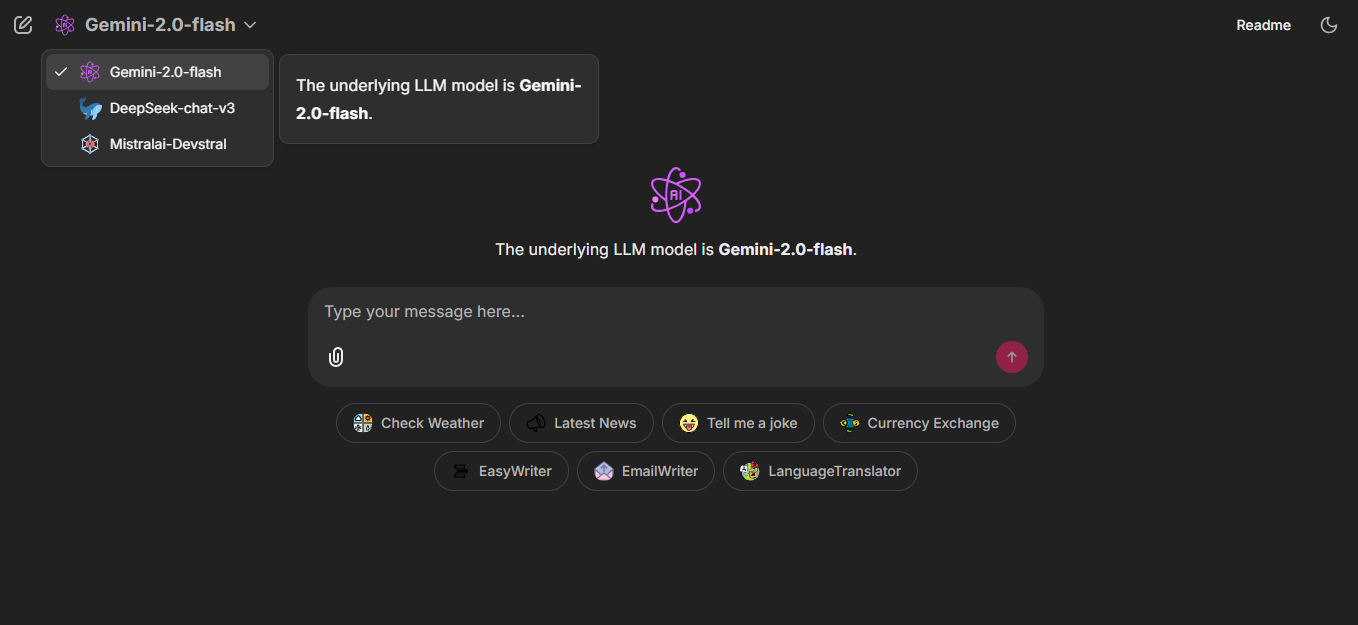 Gemini-2.0-flash
Readme
Gemini-2.0-flash
DeepSeek-chat-v3
Mistralai-Devstral
The underlying LLM model is Gemini-
2.0-flash.
AI
The underlying LLM model is Gemini-2.0-flash.
Type your message here...
Check Weather
Latest News
Tell me a joke
Currency Exchange
EasyWriter
EmailWriter
LanguageTranslator